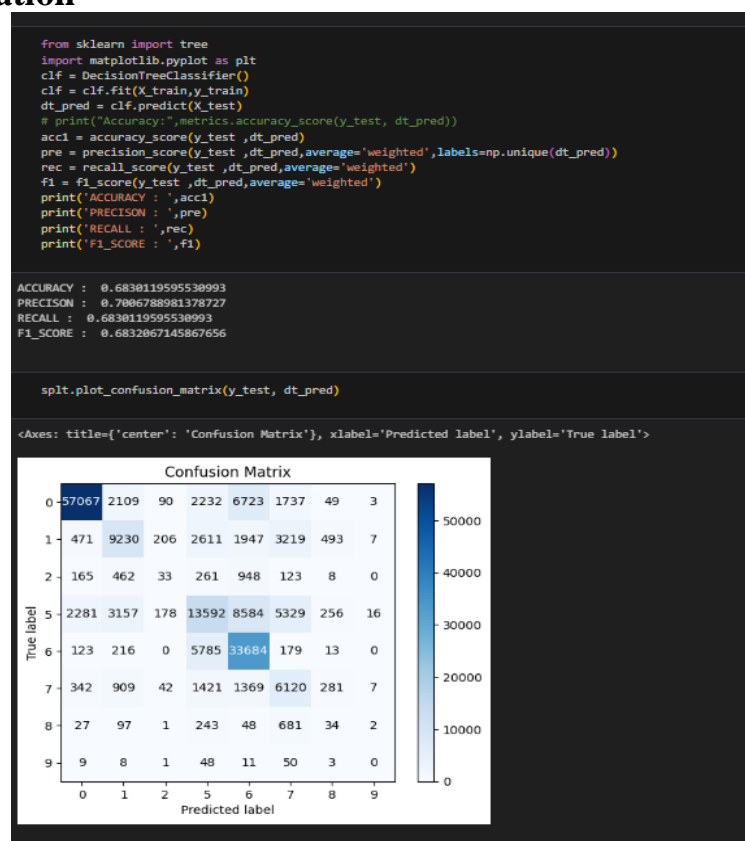 from sklearn import tree
import matplotlib.pyplot as plt
clf = DecisionTreeClassifier()
clf = clf.fit(X_train,y_train)
dt_pred = clf.predict(X_test)
# print("Accuracy:",metrics.accuracy_score(y_test, dt_pred))
acc1 = accuracy_score(y_test ,dt_pred)
pre = precision_score(y_test ,dt_pred,average='weighted',labels=np.unique(dt_pred))
rec = recall_score(y_test ,dt_pred,average='weighted')
f1 = f1_score(y_test ,dt_pred,average='weighted')
print('ACCURACY : ',acc1)
print('PRECISON : ',pre)
print('RECALL : ',rec)
print('F1_SCORE : ',f1)
ACCURACY :  0.6830119595530993
PRECISON :  0.7006788981378727
RECALL :  0.6830119595530993
F1_SCORE :  0.6832067145867656
splt.plot_confusion_matrix(y_test, dt_pred)
<Axes: title={'center': 'Confusion Matrix'}, xlabel='Predicted label', ylabel='True label'>
Confusion Matrix
0 57067 2109 90 2232 6723 1737 49 3
1 471 9230 206 2611 1947 3219 493 7
2 165 462 33 261 948 123 8 0
5 2281 3157 178 13592 8584 5329 256 16
6 123 216 0 5785 33684 179 13 0
7 342 909 42 1421 1369 6120 281 7
8 27 97 1 243 48 681 34 2
9 9 8 1 48 11 50 3 0
0 1 2 5 6 7 8 9
Predicted label
True label
50000
40000
30000
20000
10000
0